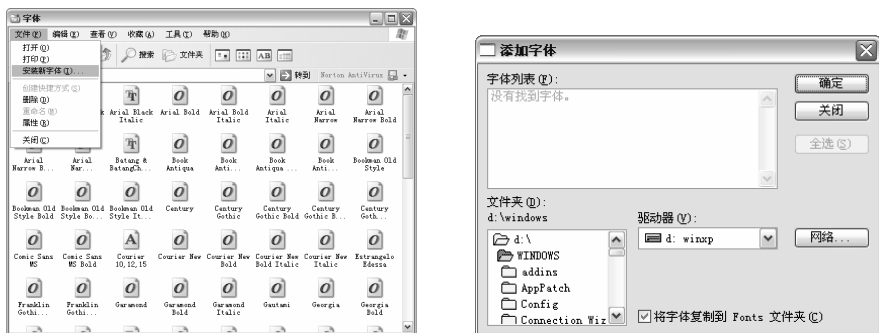 字体
文件(F) 编辑(E) 查看(V) 收藏(A) 工具(T) 帮助(H)
打开(O)
打印(P)
安装新字体(I)...
创建快捷方式(S)
删除(D)
重命名(M)
属性(R)
关闭(C)
搜索 文件夹
转到 Norton AntiVirus
Arial Black Italic
Arial Bold
Arial Bold Italic
Arial Italic
Arial Narrow
Arial Narrow Bold
Arial Narrow B...
Arial Nar...
Batang & BatangCh...
Book Antiqua
Book Anti...
Book Antiqua ...
Book Anti...
Bookman Old Style
Bookman Old Style Bold
Bookman Old Style Bo...
Bookman Old Style It...
Century
Century Gothic
Century Gothic Bold
Century Gothic B...
Century Goth...
Comic Sans MS
Comic Sans MS Bold
Courier 10,12,15
Courier New
Courier New Bold
Courier New Bold Italic
Courier New Italic
Estrangelo Edessa
Franklin Gothi...
Franklin Gothi...
Garamond
Garamond Bold
Garamond Italic
Gautami
Georgia
Georgia Bold
添加字体
字体列表(F):
没有找到字体。
确定
关闭
全选(S)
文件夹(D):
d:\windows
驱动器(V):
d:\
WINDOWS
addins
AppPatch
Config
Connection Wiz
d: winxp
网络...
将字体复制到 Fonts 文件夹(C)